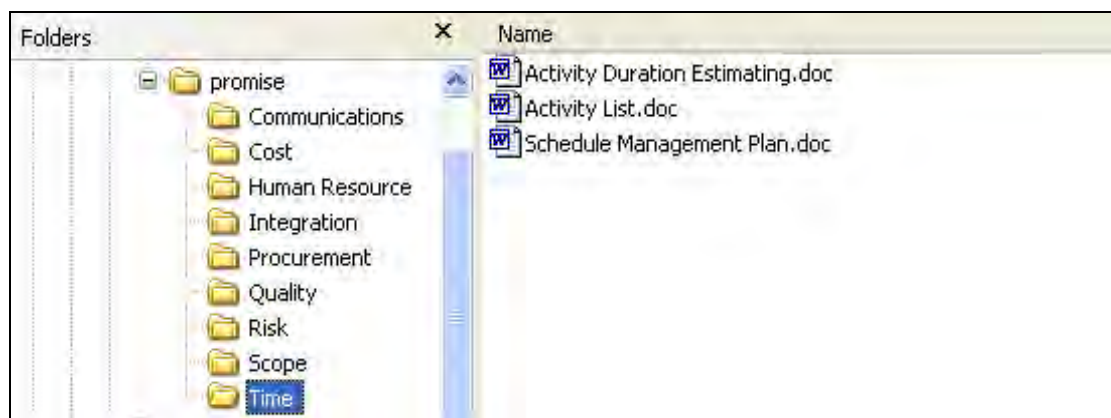 Folders
promise
Communications
Cost
Human Resource
Integration
Procurement
Quality
Risk
Scope
Time
Name
Activity Duration Estimating.doc
Activity List.doc
Schedule Management Plan.doc